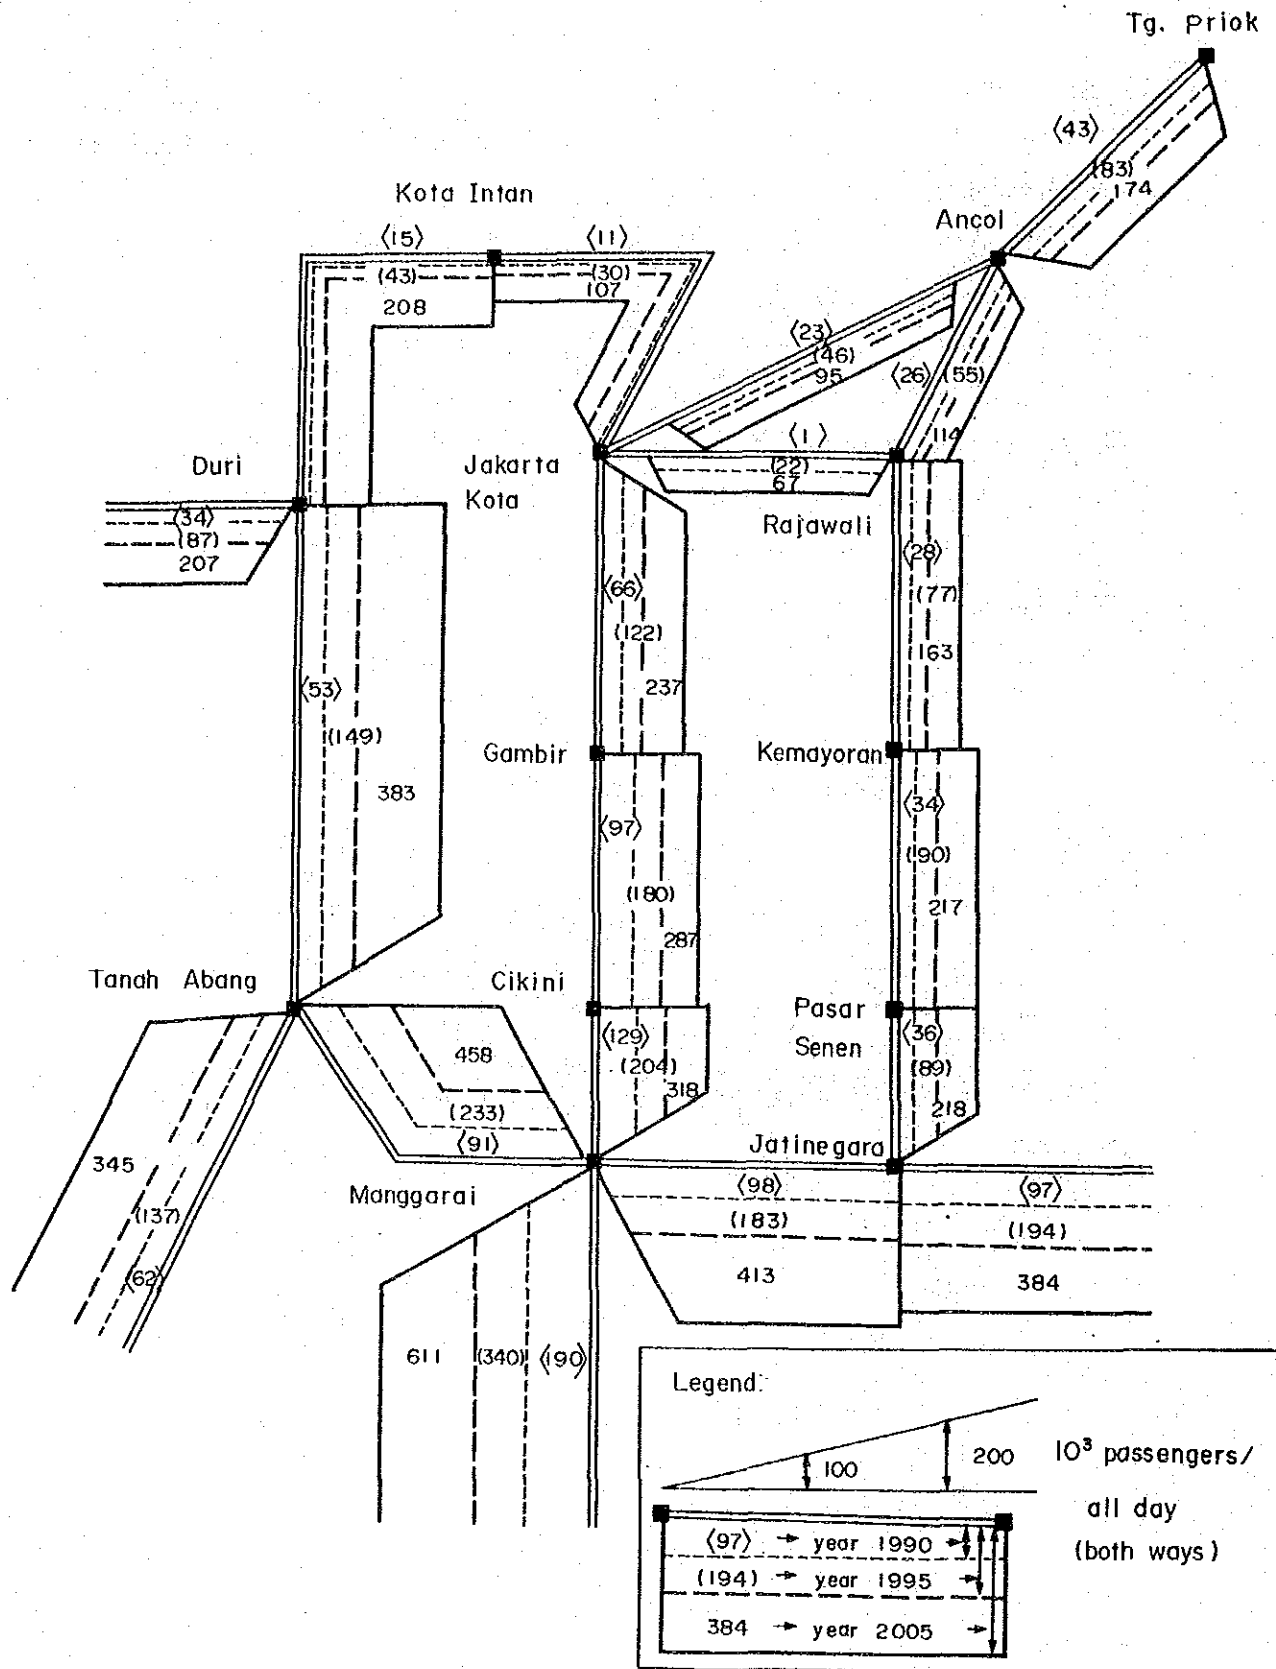 Tg. Priok
⟨43⟩
(83)
174
Kota Intan
Ancol
⟨15⟩
⟨11⟩
(43)
(30)
208
107
⟨23⟩
(46)
95
⟨26⟩
(55)
114
⟨1⟩
(22)
67
Duri
Jakarta
Kota
Rajawali
⟨34⟩
(87)
207
⟨66⟩
(122)
237
⟨28⟩
(77)
163
⟨53⟩
(149)
383
Gambir
Kemayoran
⟨97⟩
(180)
287
⟨34⟩
(90)
217
Tanah Abang
Cikini
Pasar
Senen
⟨129⟩
(204)
318
⟨36⟩
(89)
218
458
(233)
⟨91⟩
Jatinegara
345
(137)
⟨62⟩
Manggarai
⟨98⟩
(183)
413
⟨97⟩
(194)
384
611
(340)
⟨190⟩
Legend:
100
200
10³ passengers/
all day
(both ways)
⟨97⟩ → year 1990 →
(194) → year 1995 →
384 → year 2005 →